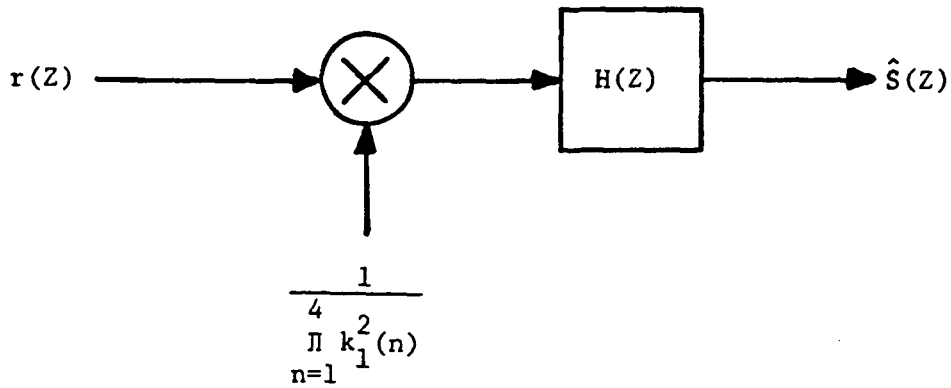 r(Z)
H(Z)
Ŝ(Z)
1
4
Π k₁²(n)
n=1